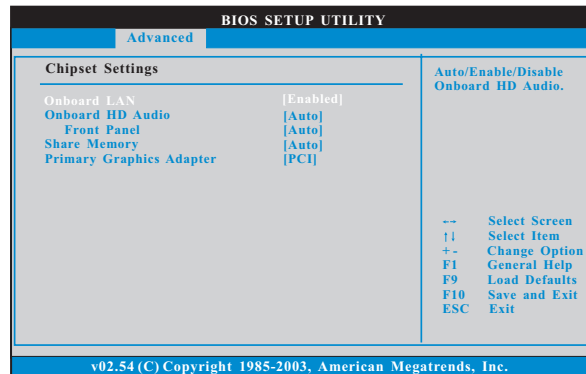 BIOS SETUP UTILITY
Advanced
Chipset Settings
Onboard LAN [Enabled]
Onboard HD Audio [Auto]
Front Panel [Auto]
Share Memory [Auto]
Primary Graphics Adapter [PCI]
Auto/Enable/Disable
Onboard HD Audio.
←→ Select Screen
↑↓ Select Item
+- Change Option
F1 General Help
F9 Load Defaults
F10 Save and Exit
ESC Exit
v02.54 (C) Copyright 1985-2003, American Megatrends, Inc.